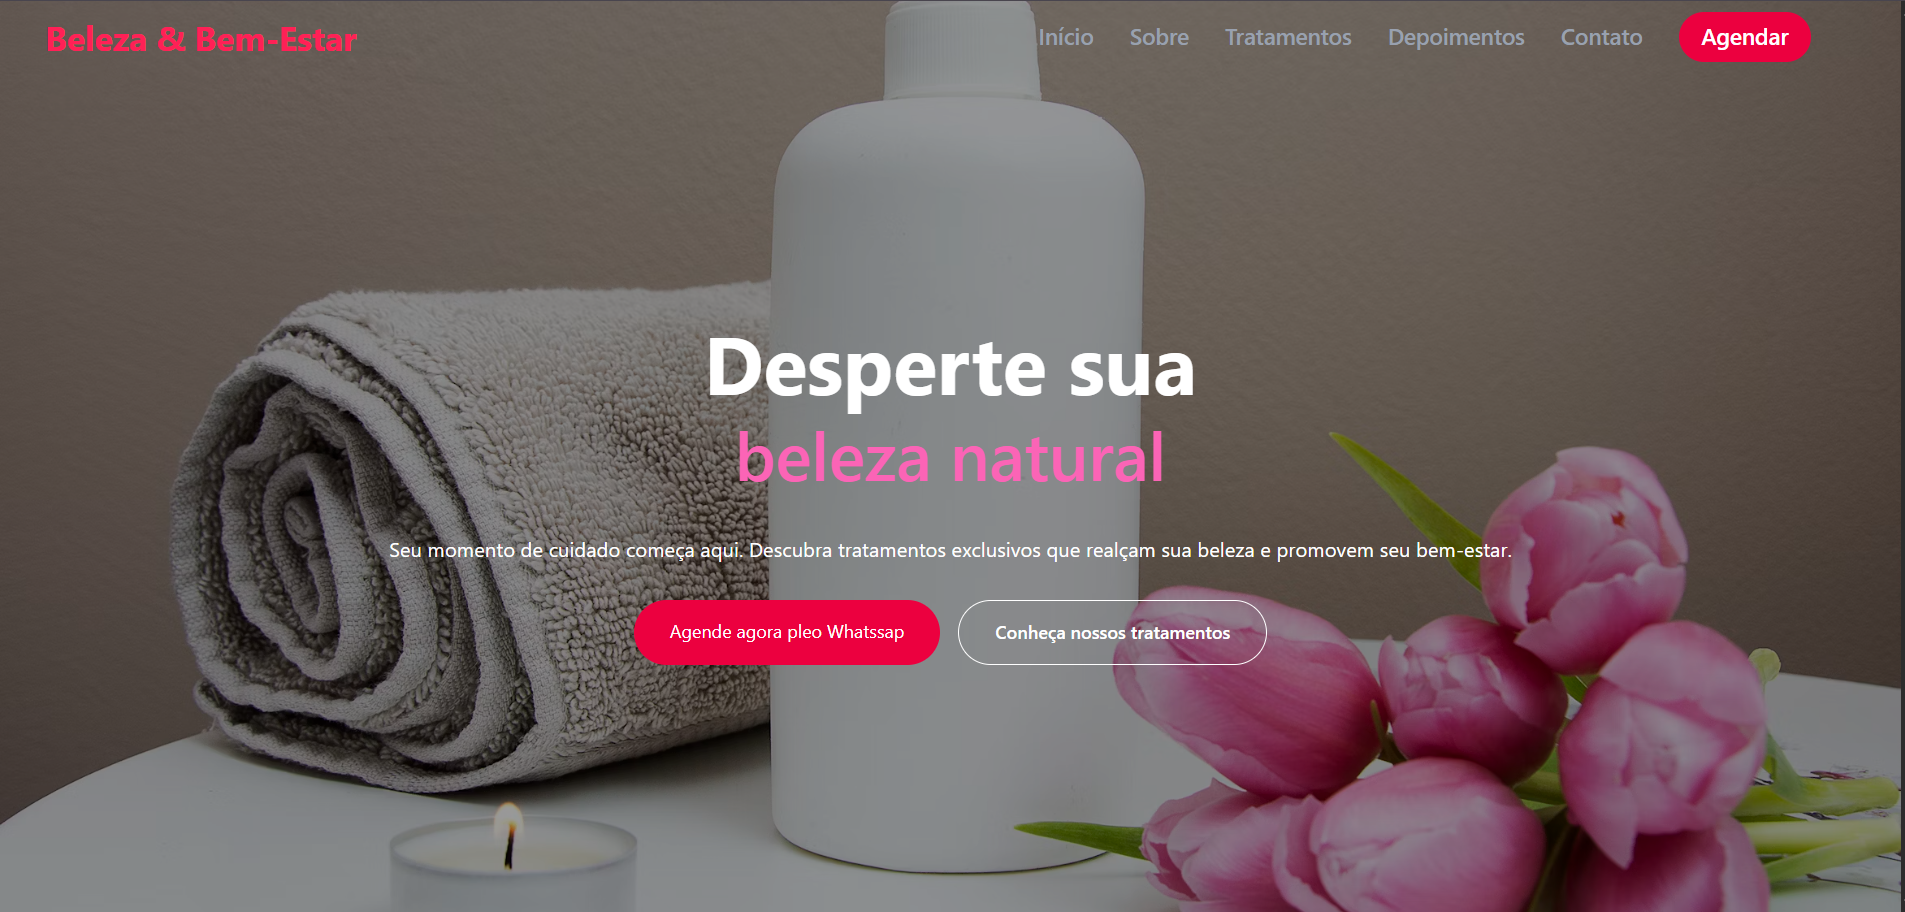 Beleza & Bem-Estar
Início Sobre Tratamentos Depoimentos Contato Agendar
Desperte sua
beleza natural
Seu momento de cuidado começa aqui. Descubra tratamentos exclusivos que realçam sua beleza e promovem seu bem-estar.
Agende agora pleo Whatssap Conheça nossos tratamentos